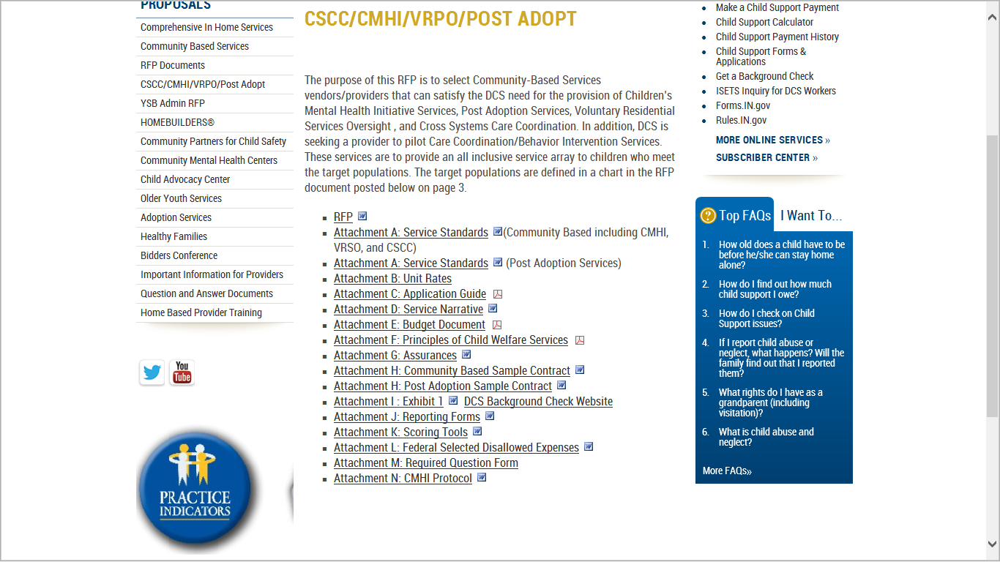 PROPOSALS
Comprehensive In Home Services
Community Based Services
RFP Documents
CSCC/CMHI/VRPO/Post Adopt
YSB Admin RFP
HOMEBUILDERS®
Community Partners for Child Safety
Community Mental Health Centers
Child Advocacy Center
Older Youth Services
Adoption Services
Healthy Families
Bidders Conference
Important Information for Providers
Question and Answer Documents
Home Based Provider Training
You
Tube
PRACTICE
INDICATORS
CSCC/CMHI/VRPO/POST ADOPT
The purpose of this RFP is to select Community-Based Services
vendors/providers that can satisfy the DCS need for the provision of Children's
Mental Health Initiative Services, Post Adoption Services, Voluntary Residential
Services Oversight , and Cross Systems Care Coordination. In addition, DCS is
seeking a provider to pilot Care Coordination/Behavior Intervention Services.
These services are to provide an all inclusive service array to children who meet
the target populations. The target populations are defined in a chart in the RFP
document posted below on page 3.
RFP
Attachment A: Service Standards (Community Based including CMHI,
VRSO, and CSCC)
Attachment A: Service Standards (Post Adoption Services)
Attachment B: Unit Rates
Attachment C: Application Guide
Attachment D: Service Narrative
Attachment E: Budget Document
Attachment F: Principles of Child Welfare Services
Attachment G: Assurances
Attachment H: Community Based Sample Contract
Attachment H: Post Adoption Sample Contract
Attachment I : Exhibit 1 DCS Background Check Website
Attachment J: Reporting Forms
Attachment K: Scoring Tools
Attachment L: Federal Selected Disallowed Expenses
Attachment M: Required Question Form
Attachment N: CMHI Protocol
Make a Child Support Payment
Child Support Calculator
Child Support Payment History
Child Support Forms &
Applications
Get a Background Check
ISETS Inquiry for DCS Workers
Forms.IN.gov
Rules.IN.gov
MORE ONLINE SERVICES »
SUBSCRIBER CENTER »
? Top FAQs I Want To...
1. How old does a child have to be
before he/she can stay home
alone?
2. How do I find out how much
child support I owe?
3. How do I check on Child
Support issues?
4. If I report child abuse or
neglect, what happens? Will the
family find out that I reported
them?
5. What rights do I have as a
grandparent (including
visitation)?
6. What is child abuse and
neglect?
More FAQs»